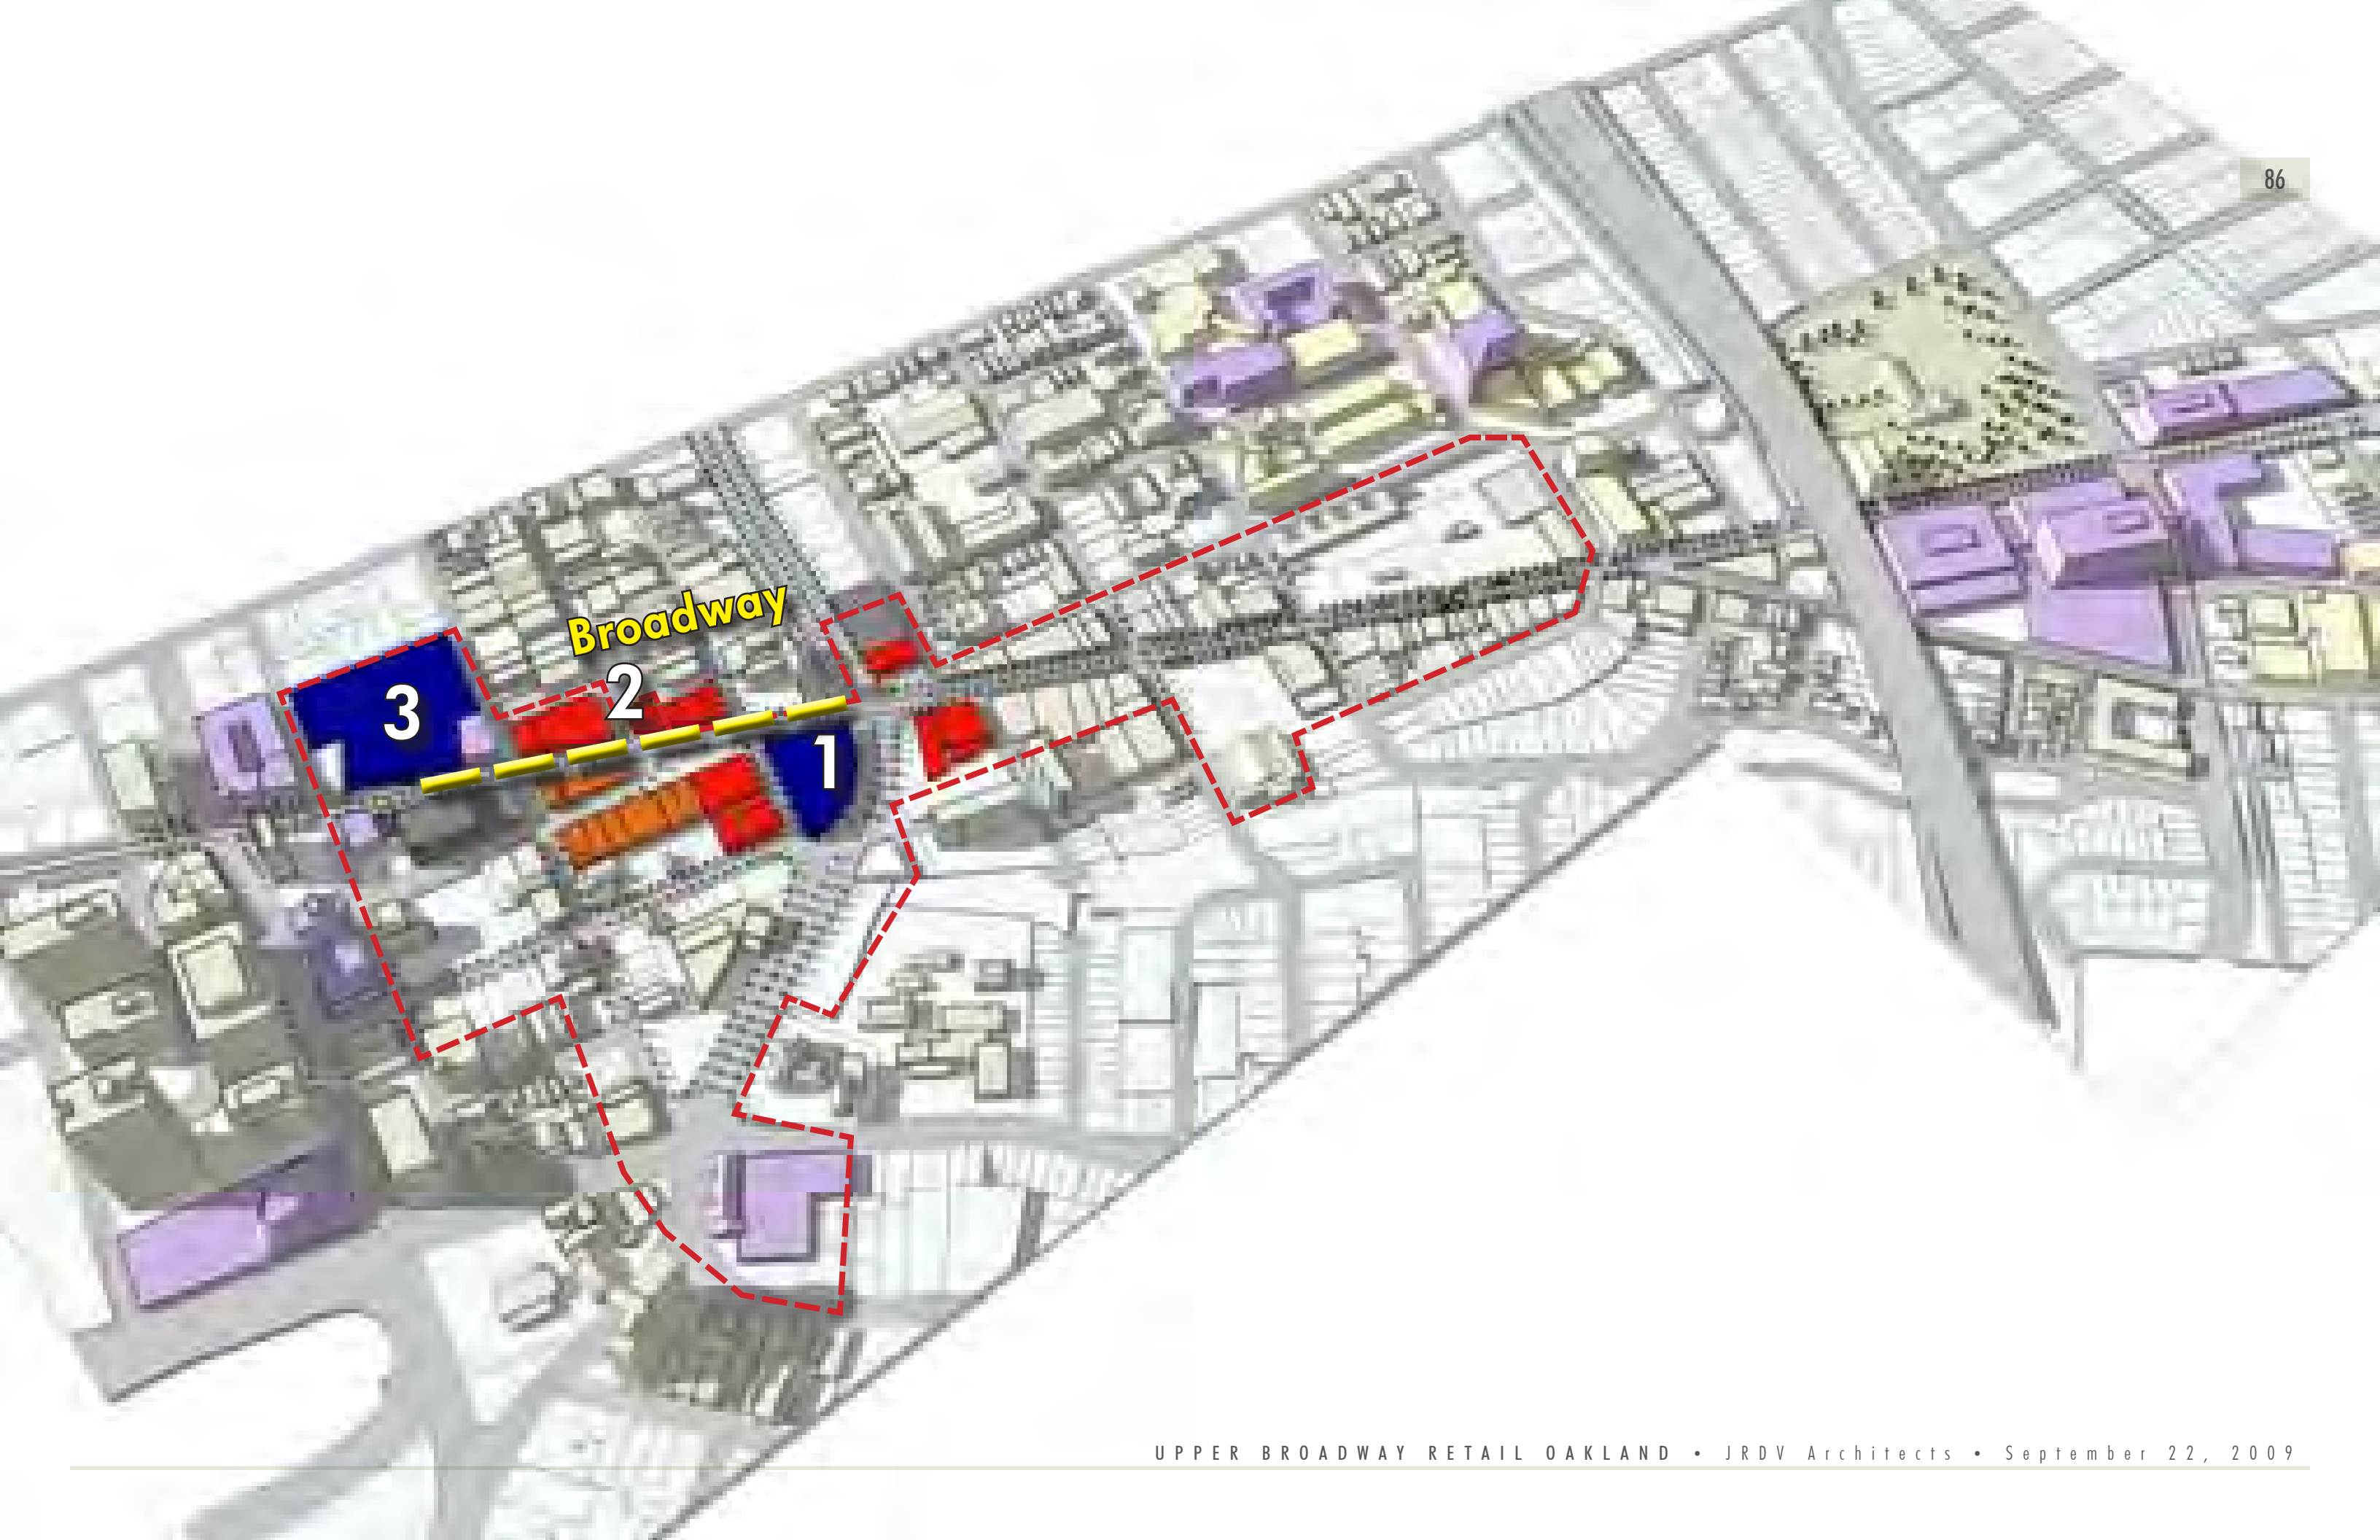 86
Broadway
2
3
1
UPPER BROADWAY RETAIL OAKLAND • JRDV Architects • September 22, 2009